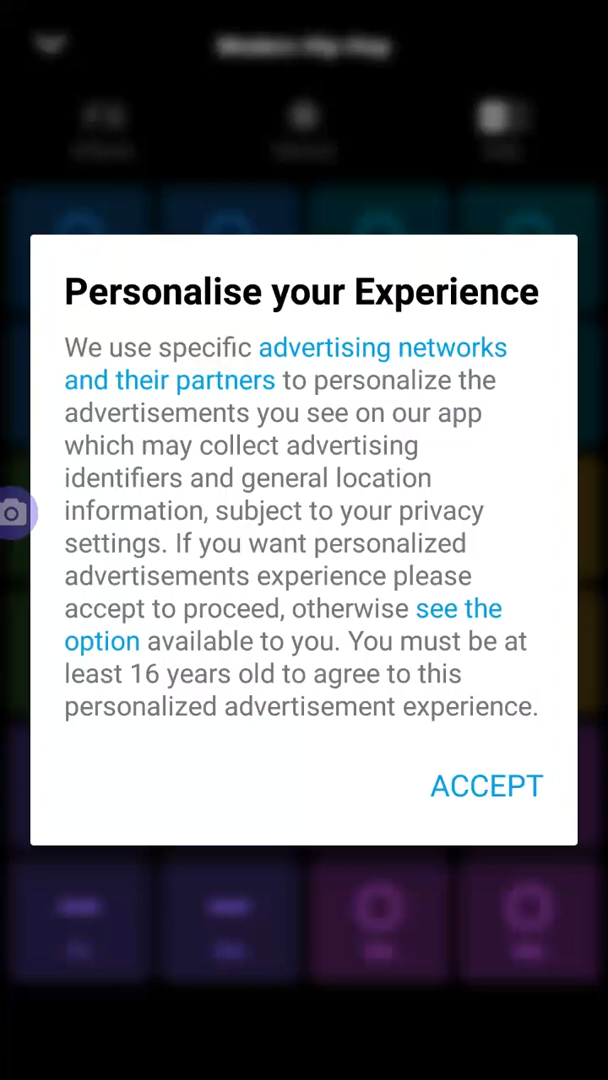 Personalise your Experience
We use specific advertising networks
and their partners to personalize the
advertisements you see on our app
which may collect advertising
identifiers and general location
information, subject to your privacy
settings. If you want personalized
advertisements experience please
accept to proceed, otherwise see the
option available to you. You must be at
least 16 years old to agree to this
personalized advertisement experience.
ACCEPT